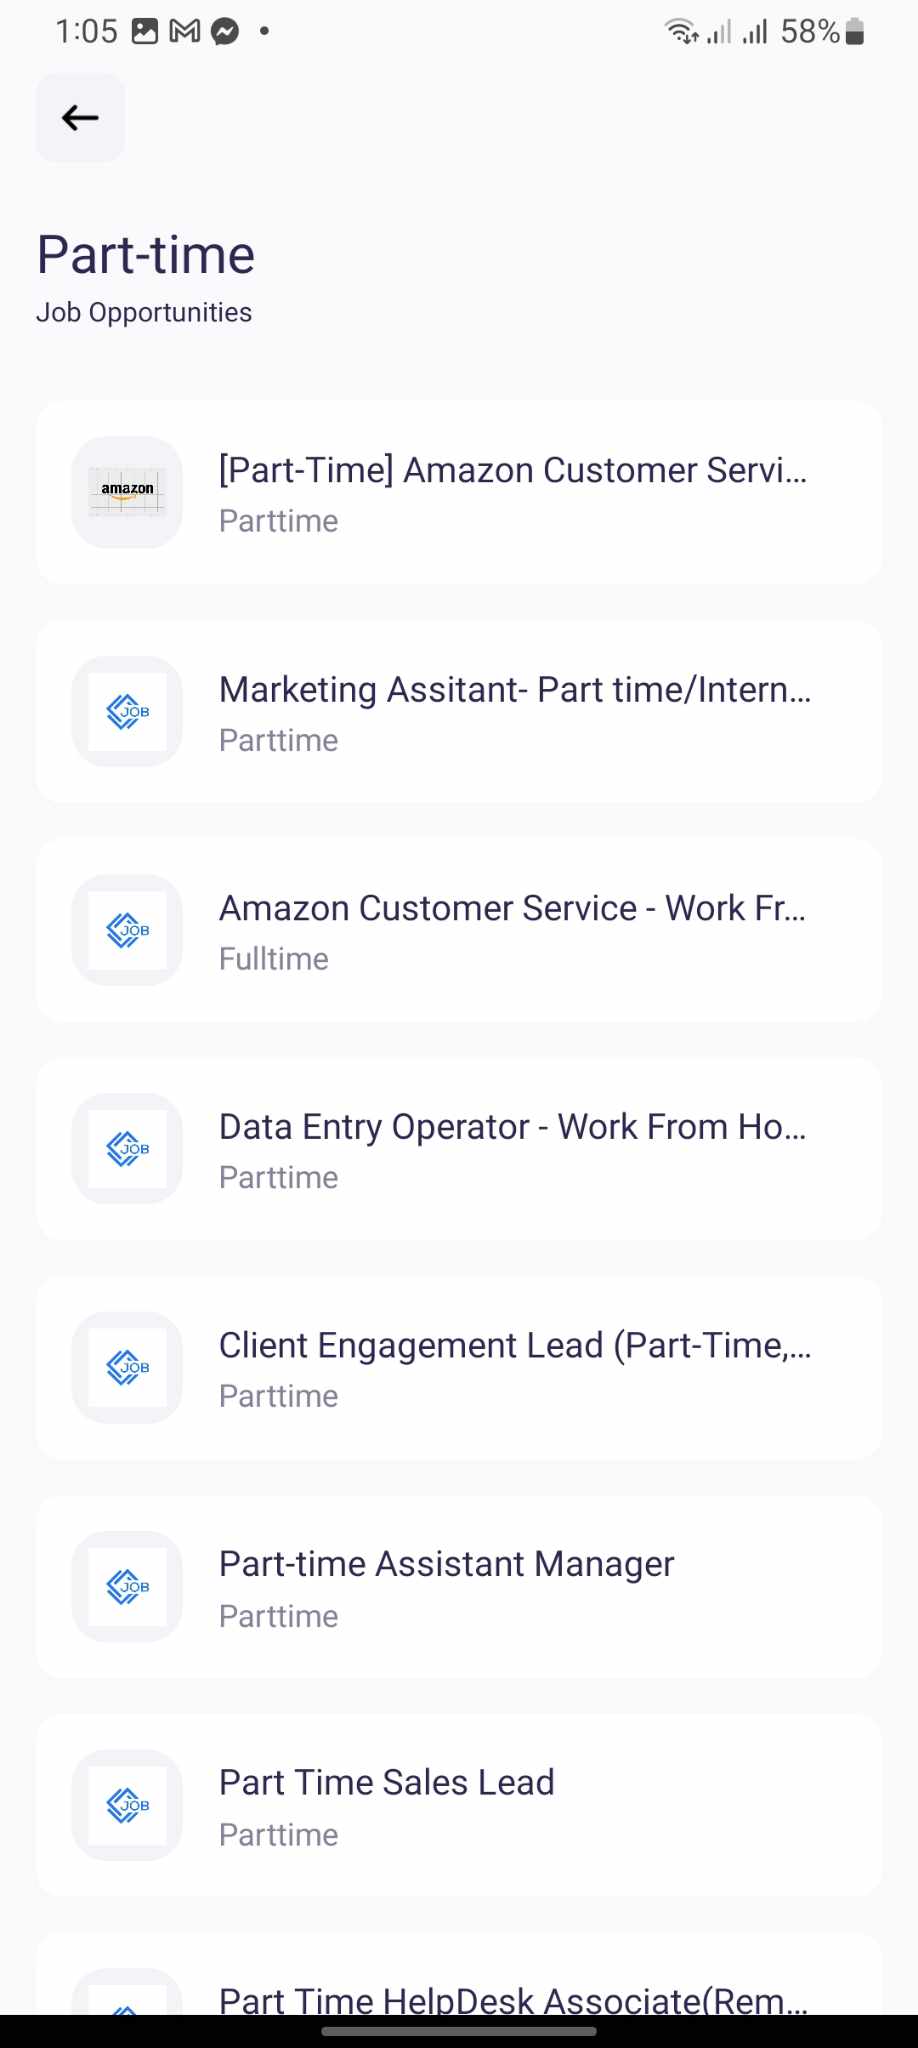 1:05
58%
Part-time
Job Opportunities
amazon
[Part-Time] Amazon Customer Servi...
Parttime
JOB
Marketing Assitant- Part time/Intern...
Parttime
JOB
Amazon Customer Service - Work Fr...
Fulltime
JOB
Data Entry Operator - Work From Ho...
Parttime
JOB
Client Engagement Lead (Part-Time,...
Parttime
JOB
Part-time Assistant Manager
Parttime
JOB
Part Time Sales Lead
Parttime
Part Time HelpDesk Associate(Rem...